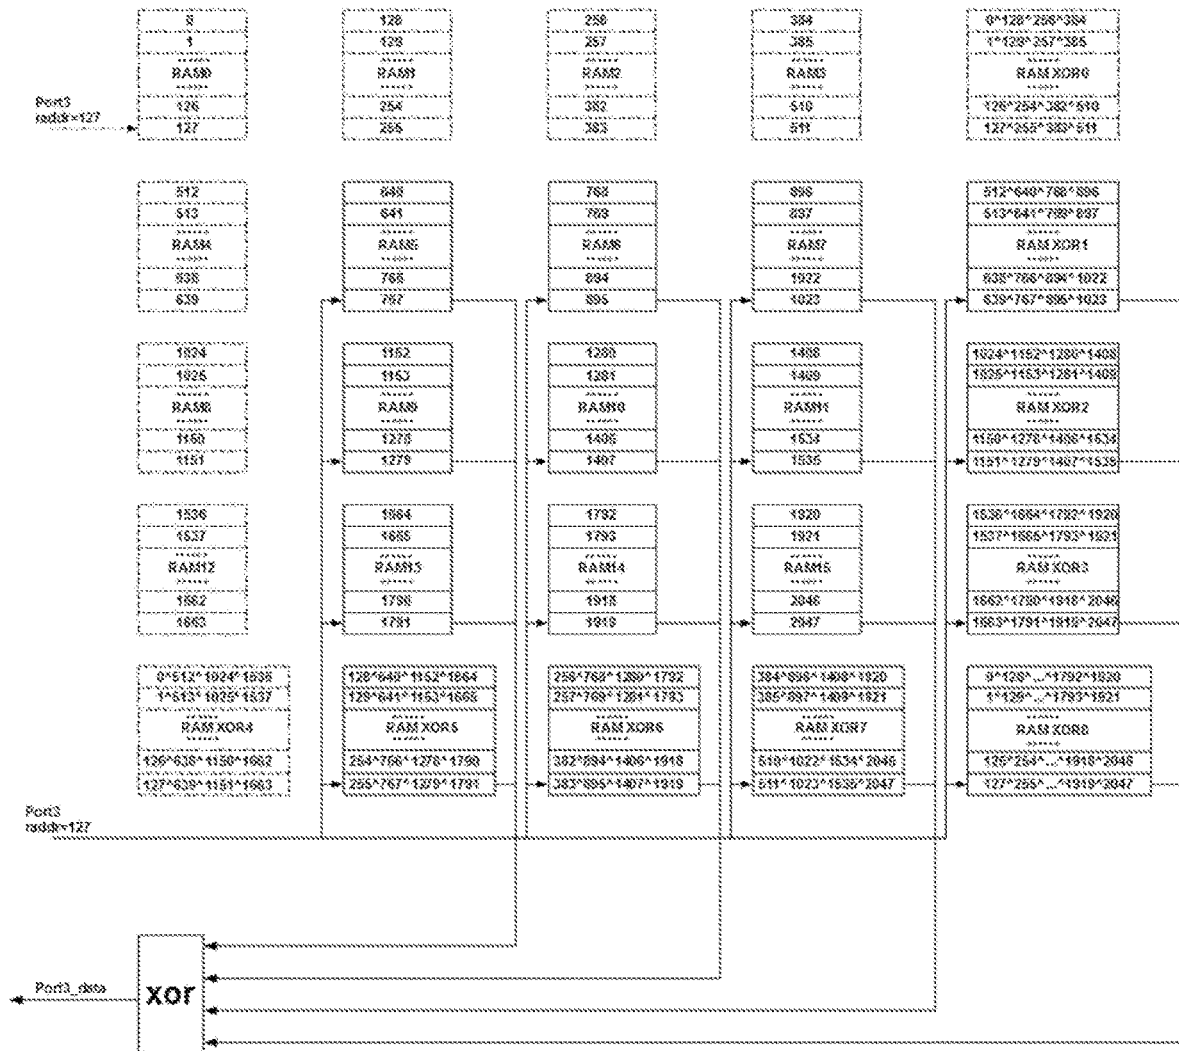 0 128 256 384 0^128^256^384
1 129 257 385 1^129^257^385
RAM0 RAM1 RAM2 RAM3 RAM XOR0
126 254 382 510 126^254^382^510
127 255 383 511 127^255^383^511
Port3
raddr=127
512 640 768 896 512^640^768^896
513 641 769 897 513^641^769^897
RAM4 RAM5 RAM6 RAM7 RAM XOR1
638 766 894 1022 638^766^894^1022
639 767 895 1023 639^767^895^1023
1024 1152 1280 1408 1024^1152^1280^1408
1025 1153 1281 1409 1025^1153^1281^1409
RAM8 RAM9 RAM10 RAM11 RAM XOR2
1150 1278 1406 1534 1150^1278^1406^1534
1151 1279 1407 1535 1151^1279^1407^1535
1536 1664 1792 1920 1536^1664^1792^1920
1537 1665 1793 1921 1537^1665^1793^1921
RAM12 RAM13 RAM14 RAM15 RAM XOR3
1662 1790 1918 2046 1662^1790^1918^2046
1663 1791 1919 2047 1663^1791^1919^2047
0^512^1024^1536 128^640^1152^1664 256^768^1280^1792 384^896^1408^1920 0^128^...^1792^1920
1^513^1025^1537 129^641^1153^1665 257^769^1281^1793 385^897^1409^1921 1^129^...^1793^1921
RAM XOR4 RAM XOR5 RAM XOR6 RAM XOR7 RAM XOR8
126^638^1150^1662 254^766^1278^1790 382^894^1406^1918 510^1022^1534^2046 126^254^...^1918^2046
127^639^1151^1663 255^767^1279^1791 383^895^1407^1919 511^1023^1535^2047 127^255^...^1919^2047
Port3
raddr=127
xor
Port3_data